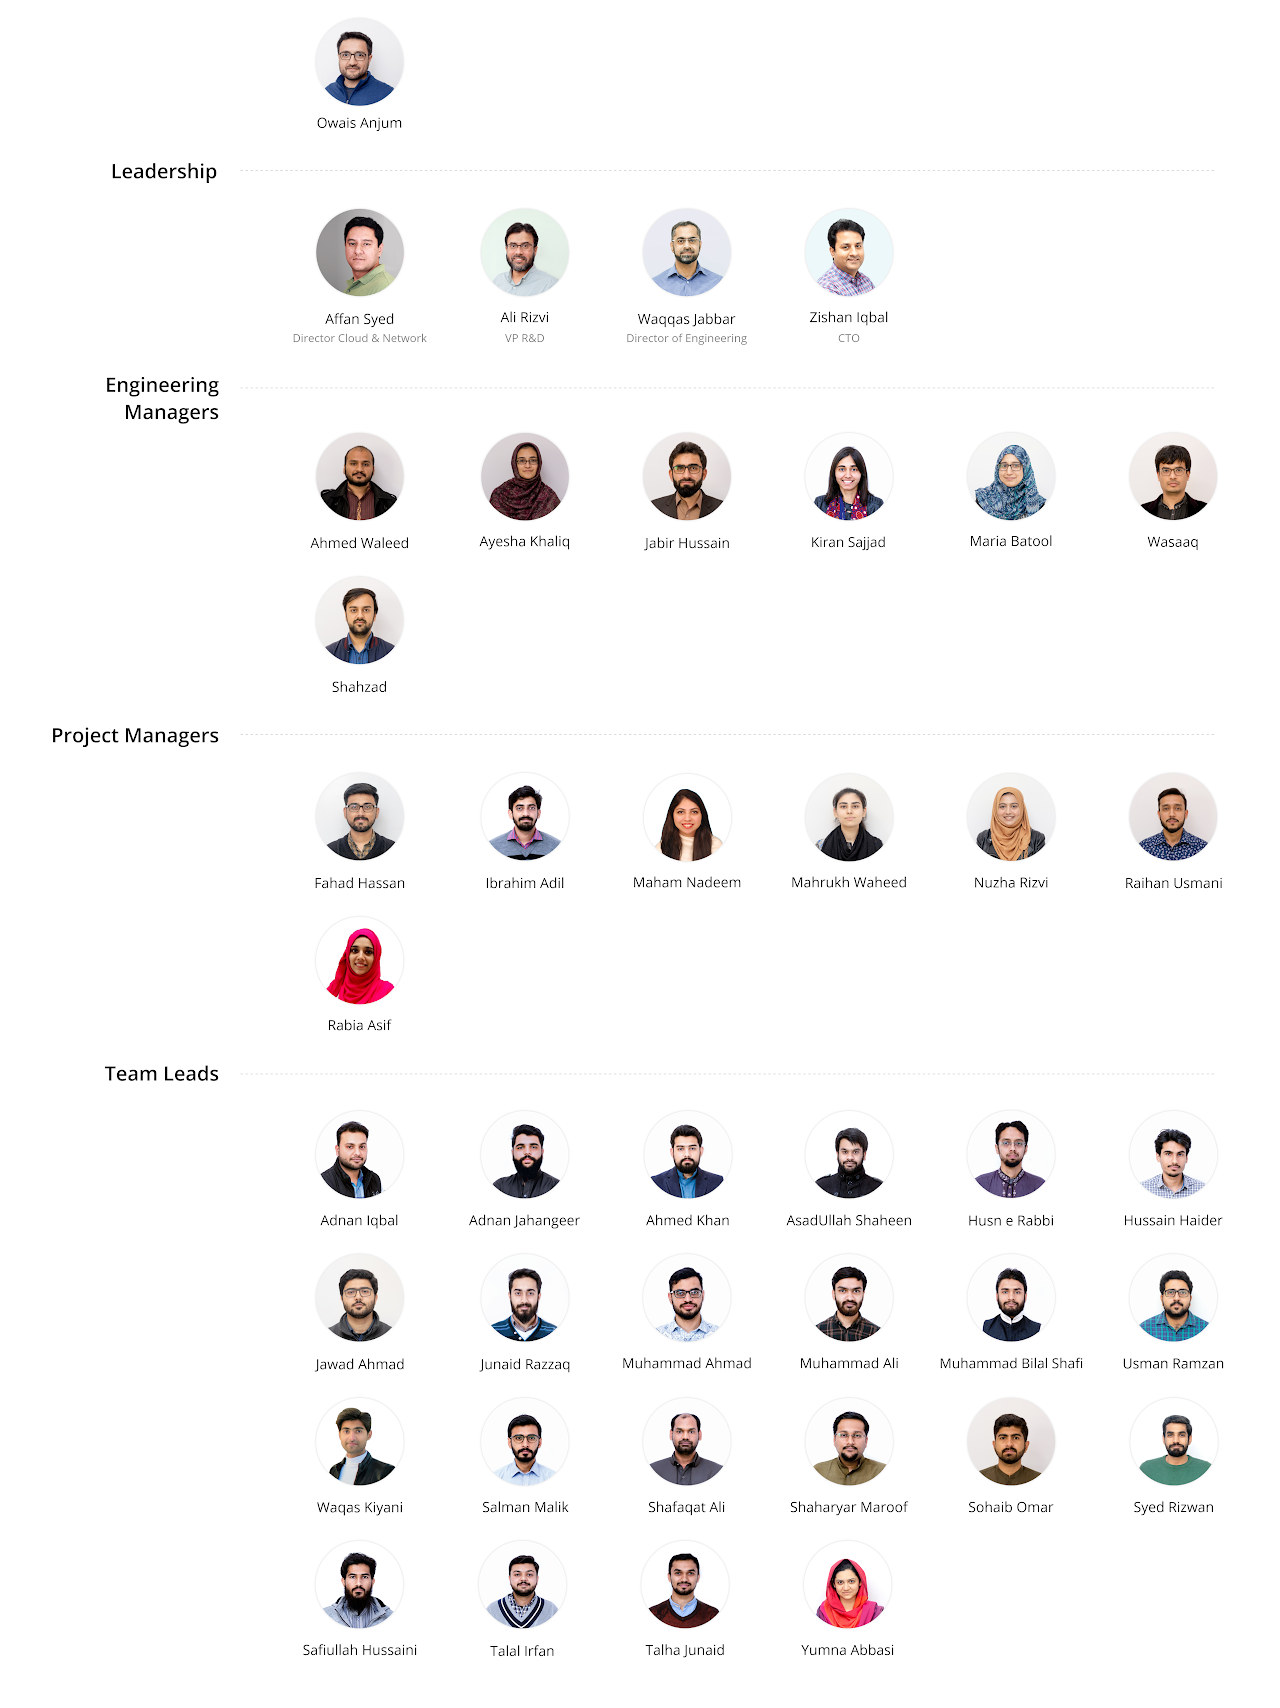 Owais Anjum
Leadership
Affan Syed
Director Cloud & Network
Ali Rizvi
VP R&D
Waqqas Jabbar
Director of Engineering
Zishan Iqbal
CTO
Engineering
Managers
Ahmed Waleed
Ayesha Khaliq
Jabir Hussain
Kiran Sajjad
Maria Batool
Wasaaq
Shahzad
Project Managers
Fahad Hassan
Ibrahim Adil
Maham Nadeem
Mahrukh Waheed
Nuzha Rizvi
Raihan Usmani
Rabia Asif
Team Leads
Adnan Iqbal
Adnan Jahangeer
Ahmed Khan
AsadUllah Shaheen
Husn e Rabbi
Hussain Haider
Jawad Ahmad
Junaid Razzaq
Muhammad Ahmad
Muhammad Ali
Muhammad Bilal Shafi
Usman Ramzan
Waqas Kiyani
Salman Malik
Shafaqat Ali
Shaharyar Maroof
Sohaib Omar
Syed Rizwan
Safiullah Hussaini
Talal Irfan
Talha Junaid
Yumna Abbasi